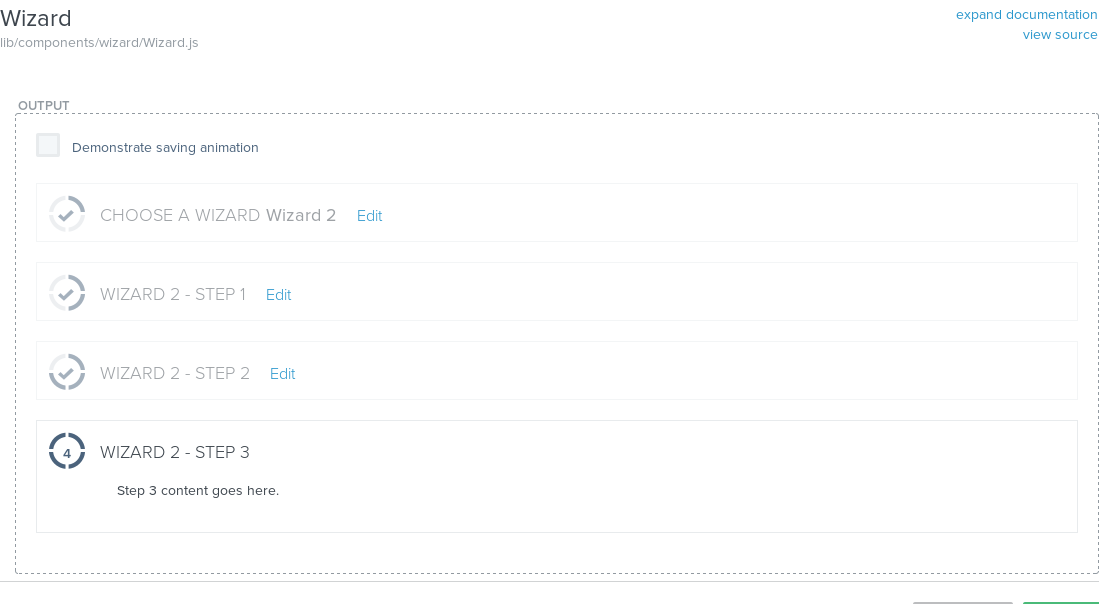 Wizard
expand documentation
lib/components/wizard/Wizard.js
view source
OUTPUT
Demonstrate saving animation
CHOOSE A WIZARD Wizard 2 Edit
WIZARD 2 - STEP 1 Edit
WIZARD 2 - STEP 2 Edit
4 WIZARD 2 - STEP 3
Step 3 content goes here.